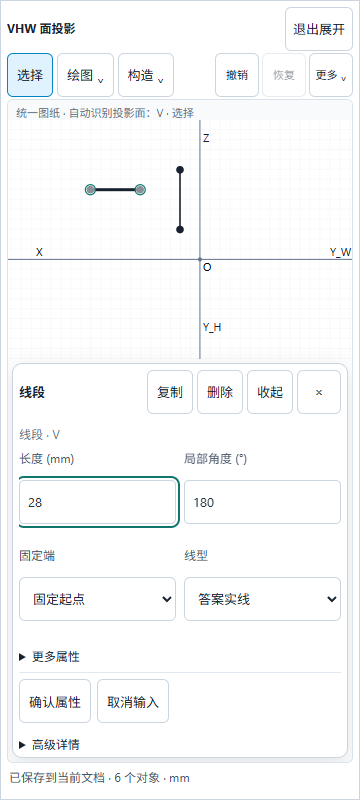 VHW 面投影
退出展开
选择
绘图
构造
撤销
恢复
更多
统一图纸 · 自动识别投影面：V · 选择
Z
X
Y_W
O
Y_H
线段
复制
删除
收起
×
线段 · V
长度 (mm)
局部角度 (°)
28
180
固定端
线型
固定起点
答案实线
更多属性
确认属性
取消输入
高级详情
已保存到当前文档 · 6 个对象 · mm